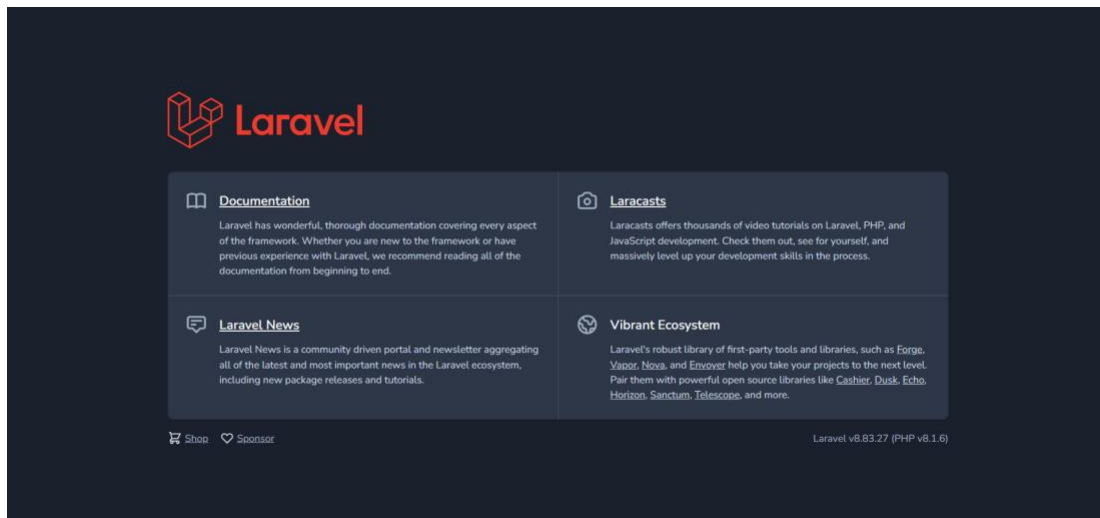 Laravel
Documentation
Laravel has wonderful, thorough documentation covering every aspect
of the framework. Whether you are new to the framework or have
previous experience with Laravel, we recommend reading all of the
documentation from beginning to end.
Laracasts
Laracasts offers thousands of video tutorials on Laravel, PHP, and
JavaScript development. Check them out, see for yourself, and
massively level up your development skills in the process.
Laravel News
Laravel News is a community driven portal and newsletter aggregating
all of the latest and most important news in the Laravel ecosystem,
including new package releases and tutorials.
Vibrant Ecosystem
Laravel's robust library of first-party tools and libraries, such as Forge,
Vapor, Nova, and Envoyer help you take your projects to the next level.
Pair them with powerful open source libraries like Cashier, Dusk, Echo,
Horizon, Sanctum, Telescope, and more.
Shop Sponsor
Laravel v8.83.27 (PHP v8.1.6)